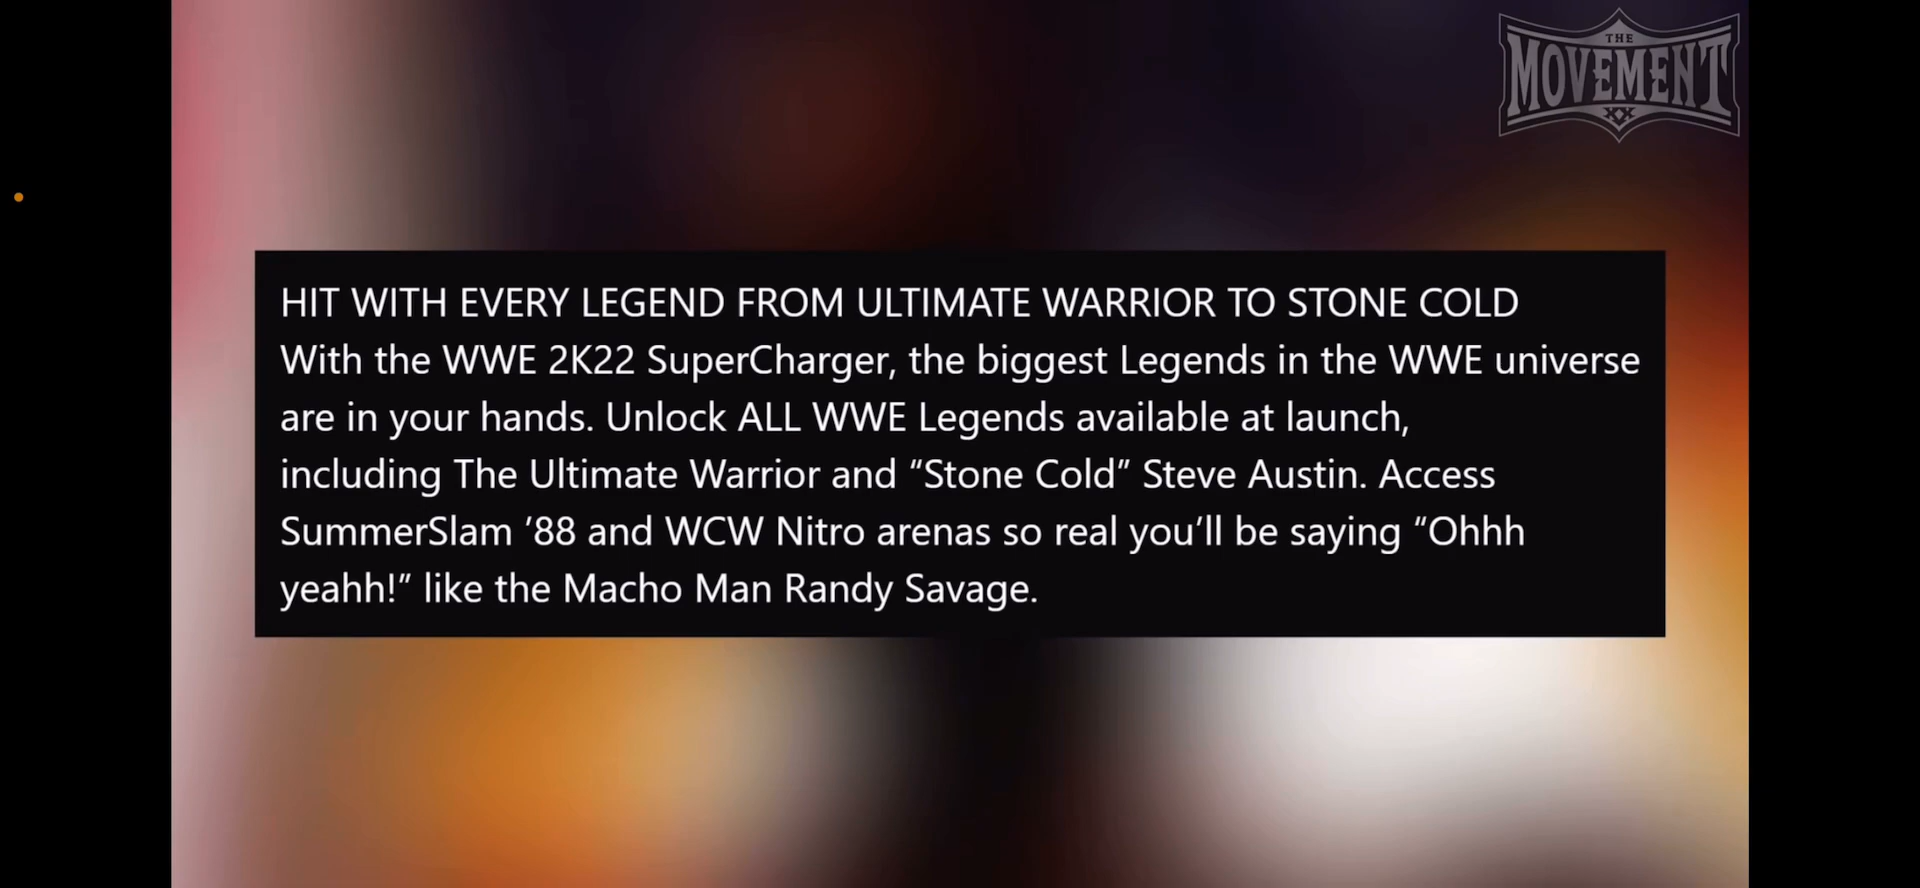 THE
MOVEMENT
XX
HIT WITH EVERY LEGEND FROM ULTIMATE WARRIOR TO STONE COLD
With the WWE 2K22 SuperCharger, the biggest Legends in the WWE universe
are in your hands. Unlock ALL WWE Legends available at launch,
including The Ultimate Warrior and “Stone Cold” Steve Austin. Access
SummerSlam ’88 and WCW Nitro arenas so real you’ll be saying “Ohhh
yeahh!” like the Macho Man Randy Savage.